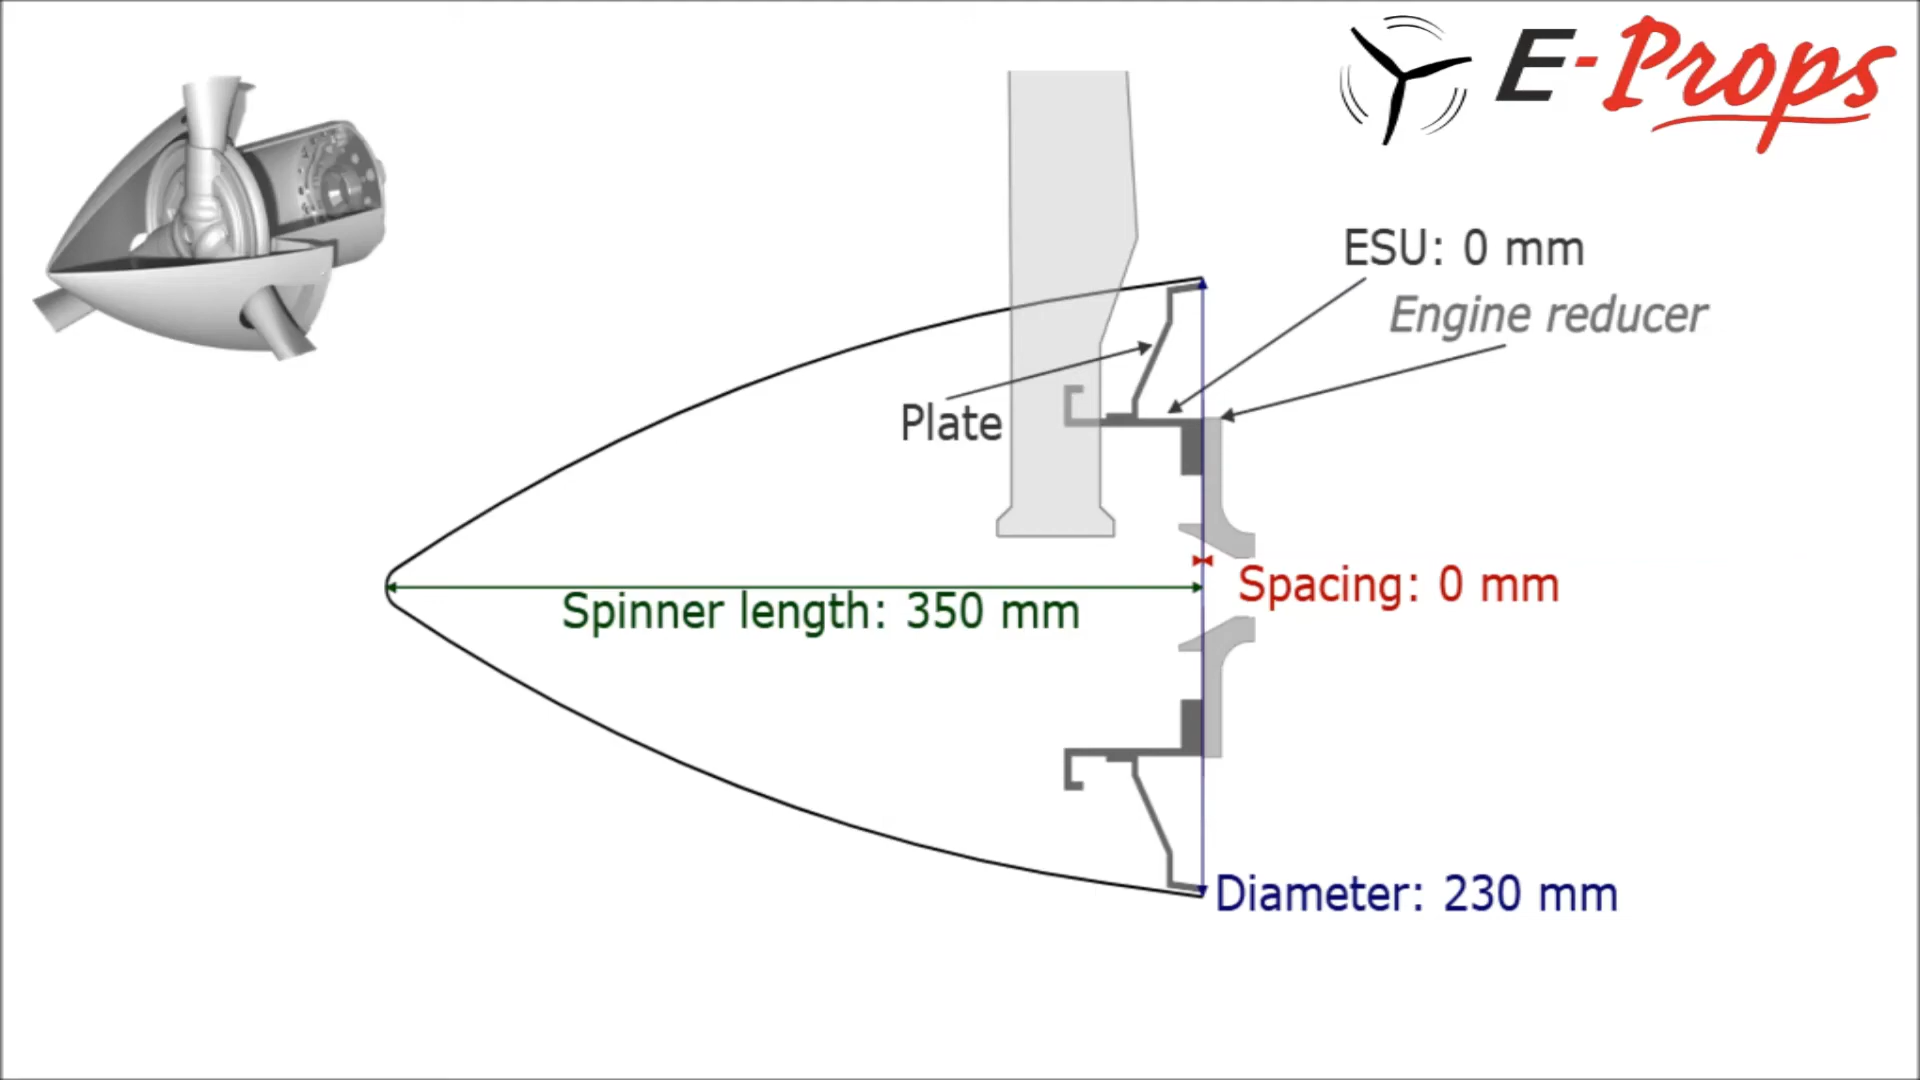 E-Props
ESU: 0 mm
Engine reducer
Plate
Spacing: 0 mm
Spinner length: 350 mm
Diameter: 230 mm